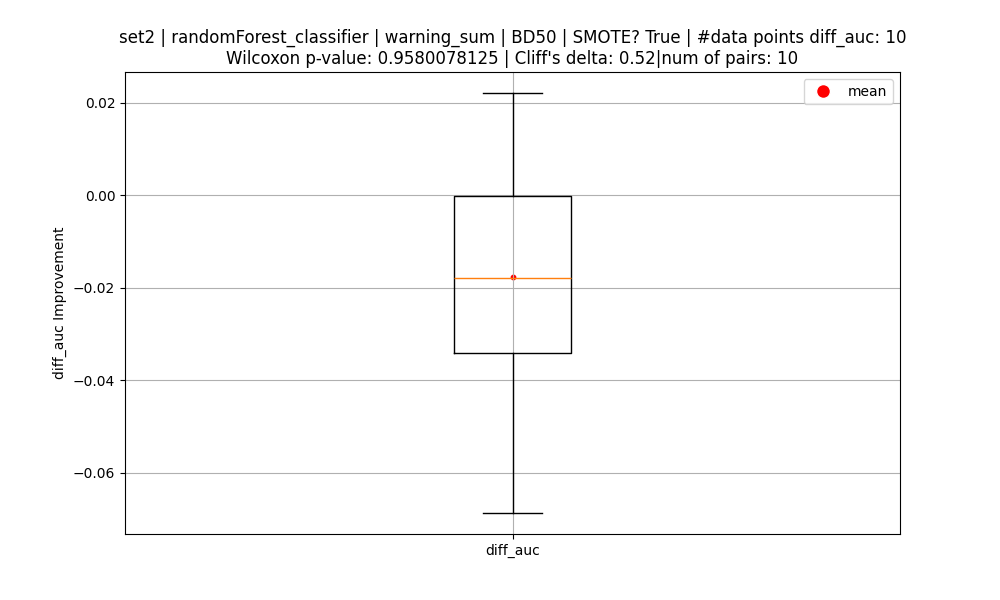 set2 | randomForest_classifier | warning_sum | BD50 | SMOTE? True | #data points diff_auc: 10
Wilcoxon p-value: 0.9580078125 | Cliff's delta: 0.52|num of pairs: 10
mean
0.02
0.00
−0.02
−0.04
−0.06
diff_auc Improvement
diff_auc